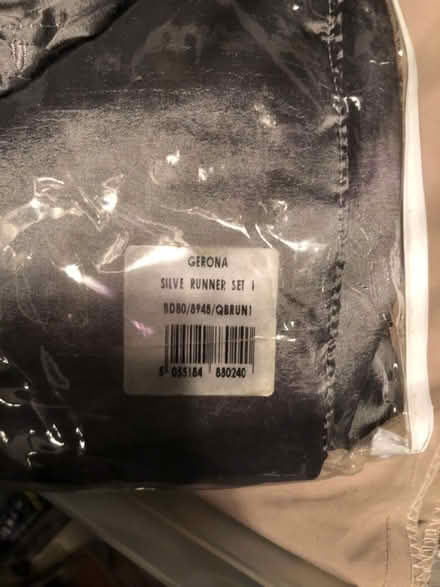 GERONA
SILVE RUNNER SET 1
BD80/8948/QBRUN1
5 055184 880240